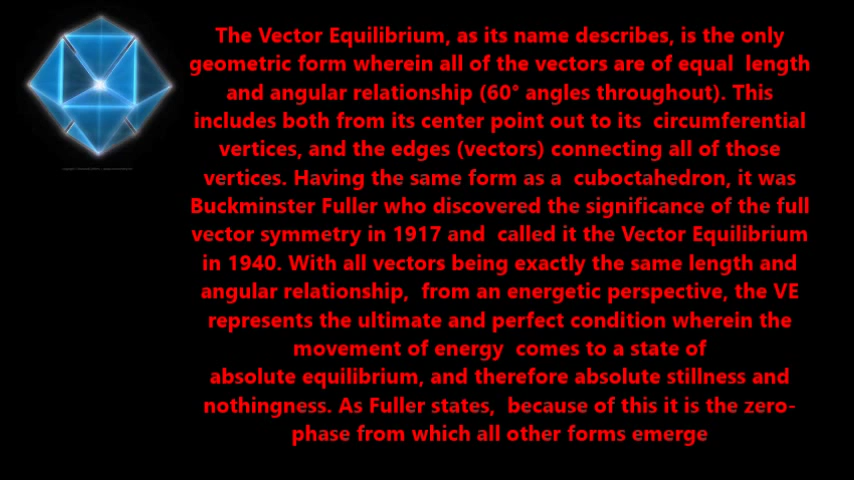 The Vector Equilibrium, as its name describes, is the only
geometric form wherein all of the vectors are of equal length
and angular relationship (60° angles throughout). This
includes both from its center point out to its circumferential
vertices, and the edges (vectors) connecting all of those
vertices. Having the same form as a cuboctahedron, it was
Buckminster Fuller who discovered the significance of the full
vector symmetry in 1917 and called it the Vector Equilibrium
in 1940. With all vectors being exactly the same length and
angular relationship, from an energetic perspective, the VE
represents the ultimate and perfect condition wherein the
movement of energy comes to a state of
absolute equilibrium, and therefore absolute stillness and
nothingness. As Fuller states, because of this it is the zero-
phase from which all other forms emerge